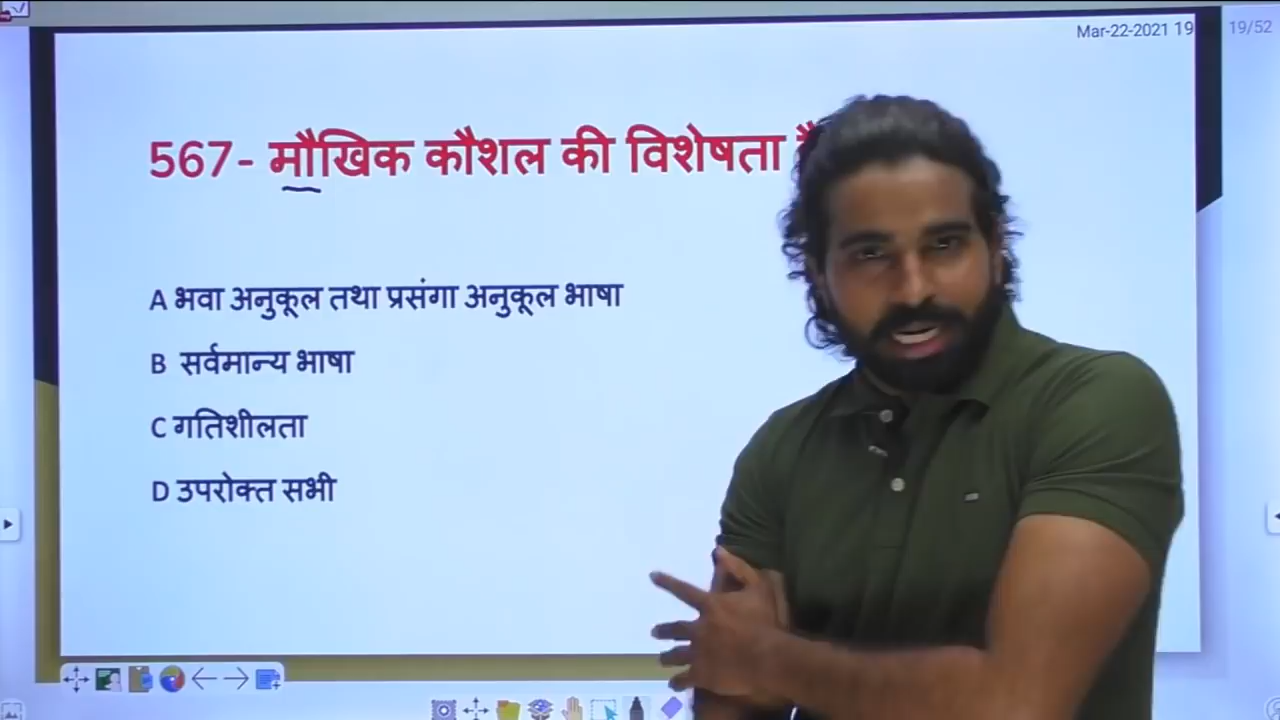 Mar-22-2021 19
19/52
567- मौखिक कौशल की विशेषता
A भवा अनुकूल तथा प्रसंगा अनुकूल भाषा
B सर्वमान्य भाषा
C गतिशीलता
D उपरोक्त सभी